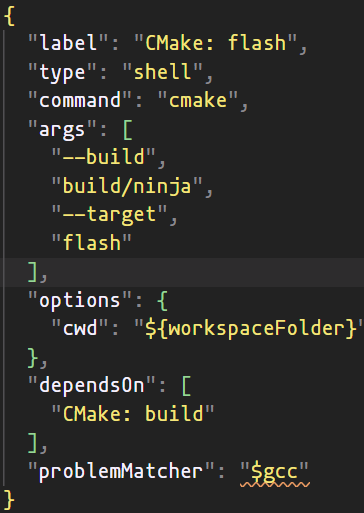 {
  "label": "CMake: flash",
  "type": "shell",
  "command": "cmake",
  "args": [
    "--build",
    "build/ninja",
    "--target",
    "flash"
  ],
  "options": {
    "cwd": "${workspaceFolder}"
  },
  "dependsOn": [
    "CMake: build"
  ],
  "problemMatcher": "$gcc"
}